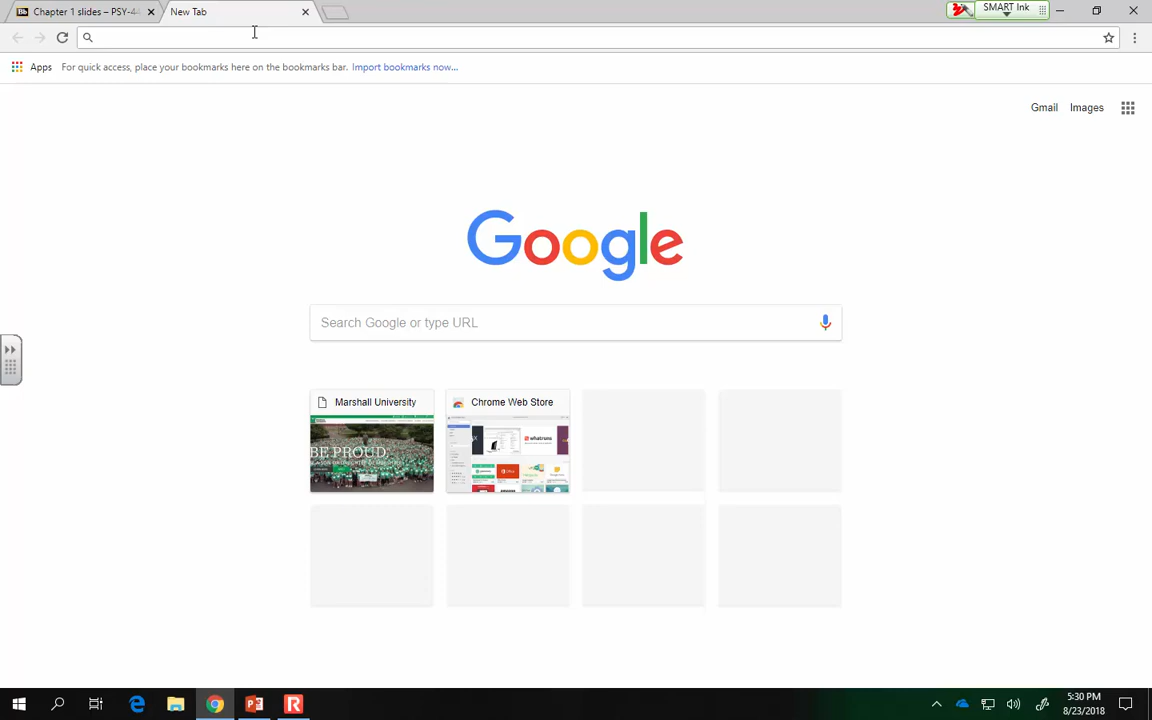 Bb Chapter 1 slides – PSY-4
New Tab
SMART Ink
Apps For quick access, place your bookmarks here on the bookmarks bar. Import bookmarks now...
Gmail Images
Google
Search Google or type URL
Marshall University
Chrome Web Store
BE PROUD.
5:30 PM
8/23/2018